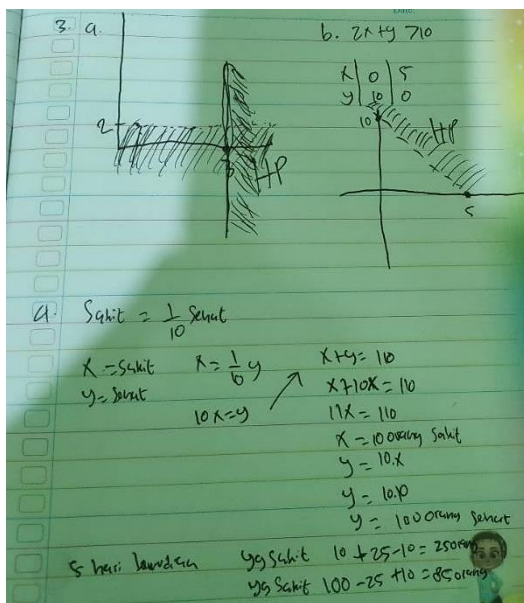 3. a.
2
3
HP
b. 2x+y >10
x | 0 | 5
y | 10 | 0
10
HP
5
a. Sakit = 1/10 Sehat
x = Sakit
y = Sehat
x = 1/10 y
10x=y
x+y= 110
x+10x = 110
11x = 110
x = 10 orang Sakit
y = 10.x
y = 10.10
y = 100 orang Sehat
5 hari kemudian
yg Sakit 10 + 25 - 10 = 25 orang
yg Sakit 100 - 25 + 10 = 85 orang